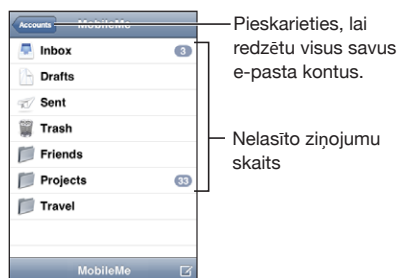 Accounts
MobileMe
Inbox
3
Drafts
Sent
Trash
Friends
Projects
33
Travel
MobileMe
Pieskarieties, lai
redzētu visus savus
e-pasta kontus.
Nelasīto ziņojumu
skaits